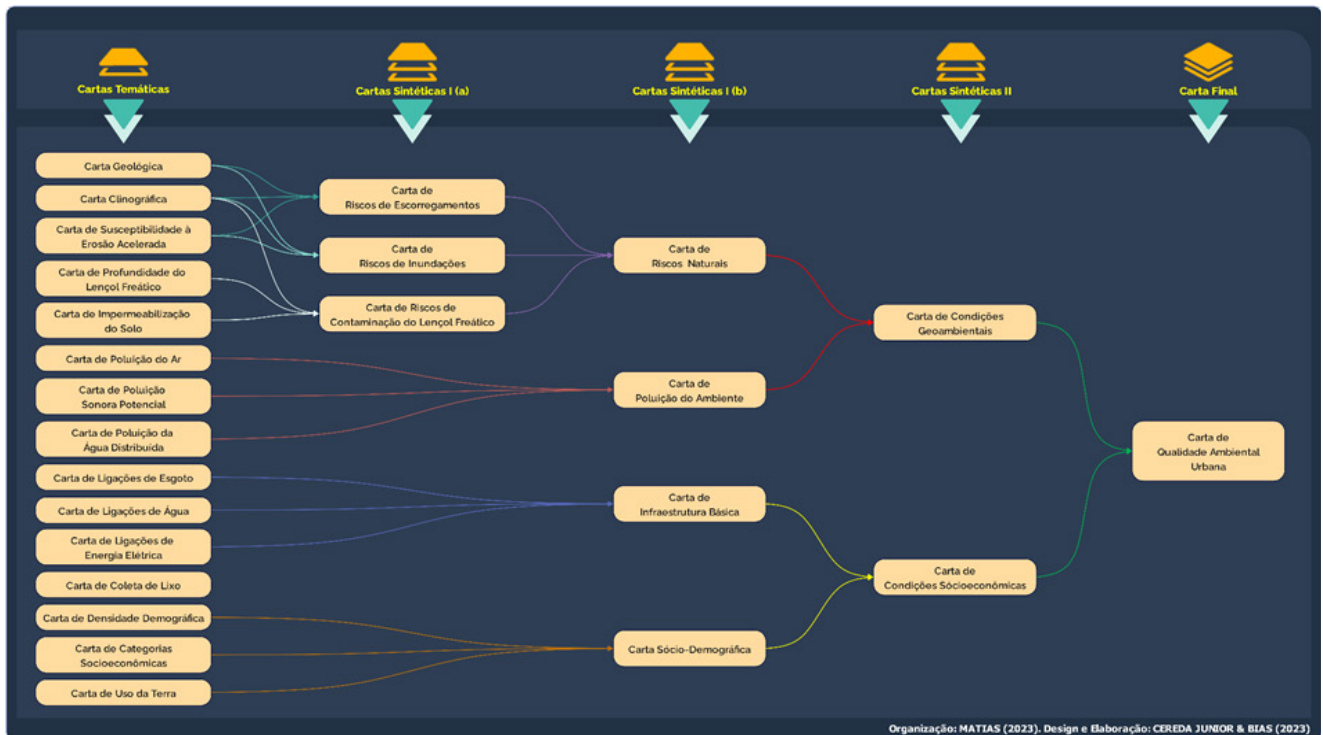 Cartas Temáticas
Cartas Sintéticas I (a)
Cartas Sintéticas I (b)
Cartas Sintéticas II
Carta Final
Carta Geológica
Carta Clinográfica
Carta de Susceptibilidade à
Erosão Acelerada
Carta de Profundidade do
Lençol Freático
Carta de Impermeabilização
do Solo
Carta de Poluição do Ar
Carta de Poluição
Sonora Potencial
Carta de Poluição da
Água Distribuída
Carta de Ligações de Esgoto
Carta de Ligações de Água
Carta de Ligações de
Energia Elétrica
Carta de Coleta de Lixo
Carta de Densidade Demográfica
Carta de Categorias
Socioeconômicas
Carta de Uso da Terra
Carta de
Riscos de Escorregamentos
Carta de
Riscos de Inundações
Carta de Riscos de
Contaminação do Lençol Freático
Carta de
Riscos Naturais
Carta de
Poluição do Ambiente
Carta de
Infraestrutura Básica
Carta Sócio-Demográfica
Carta de Condições
Geoambientais
Carta de
Condições Sócioeconômicas
Carta de
Qualidade Ambiental
Urbana
Organização: MATIAS (2023). Design e Elaboração: CEREDA JUNIOR & BIAS (2023)